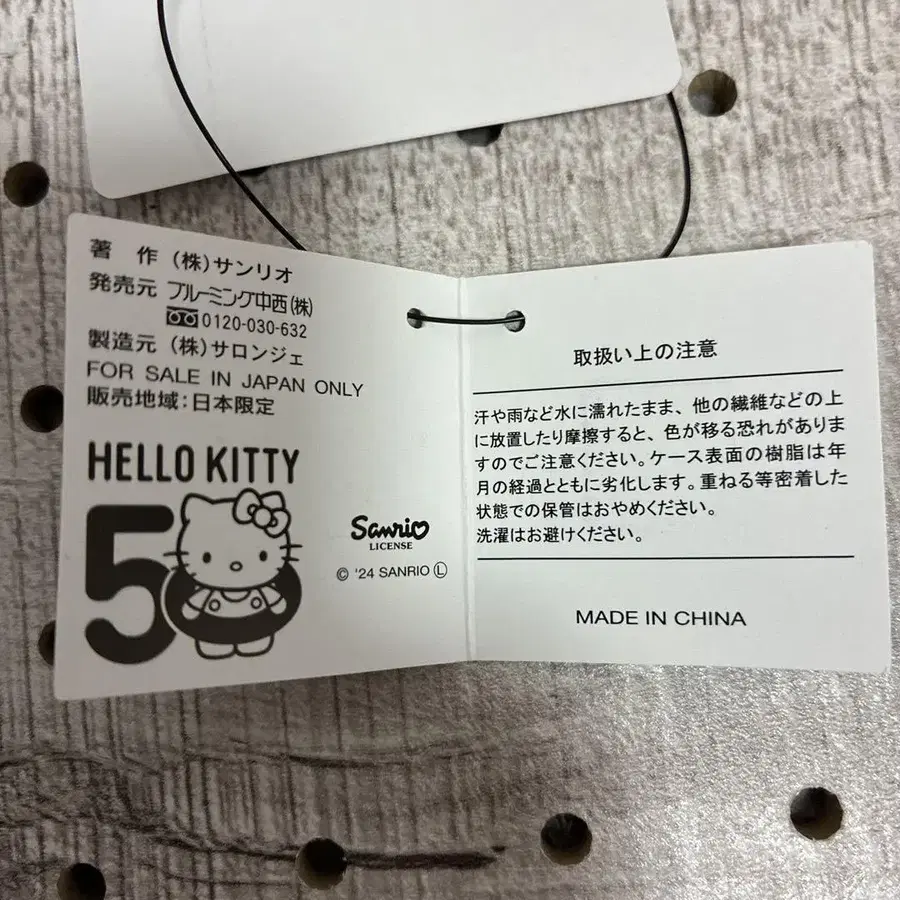 著 作 (株)サンリオ
発売元 ブルーミング中西(株)
0120-030-632
製造元 (株)サロンジェ
FOR SALE IN JAPAN ONLY
販売地域:日本限定
HELLO KITTY
50
Sanrio
LICENSE
© '24 SANRIO Ⓛ
取扱い上の注意
汗や雨など水に濡れたまま、他の繊維などの上
に放置したり摩擦すると、色が移る恐れがありま
すのでご注意ください。ケース表面の樹脂は年
月の経過とともに劣化します。重ねる等密着した
状態での保管はおやめください。
洗濯はお避けください。
MADE IN CHINA